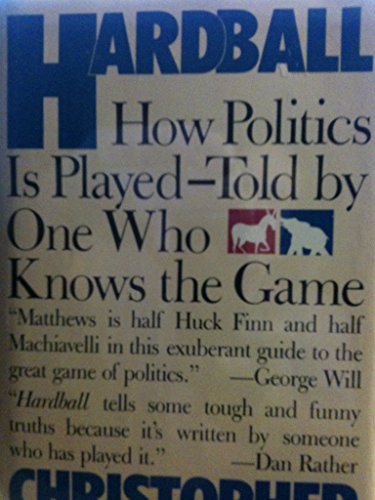 HARDBALL
How Politics
Is Played–Told by
One Who
Knows the Game
“Matthews is half Huck Finn and half
Machiavelli in this exuberant guide to the
great game of politics.” —George Will
“Hardball tells some tough and funny
truths because it's written by someone
who has played it.” —Dan Rather
CHRISTOPHER